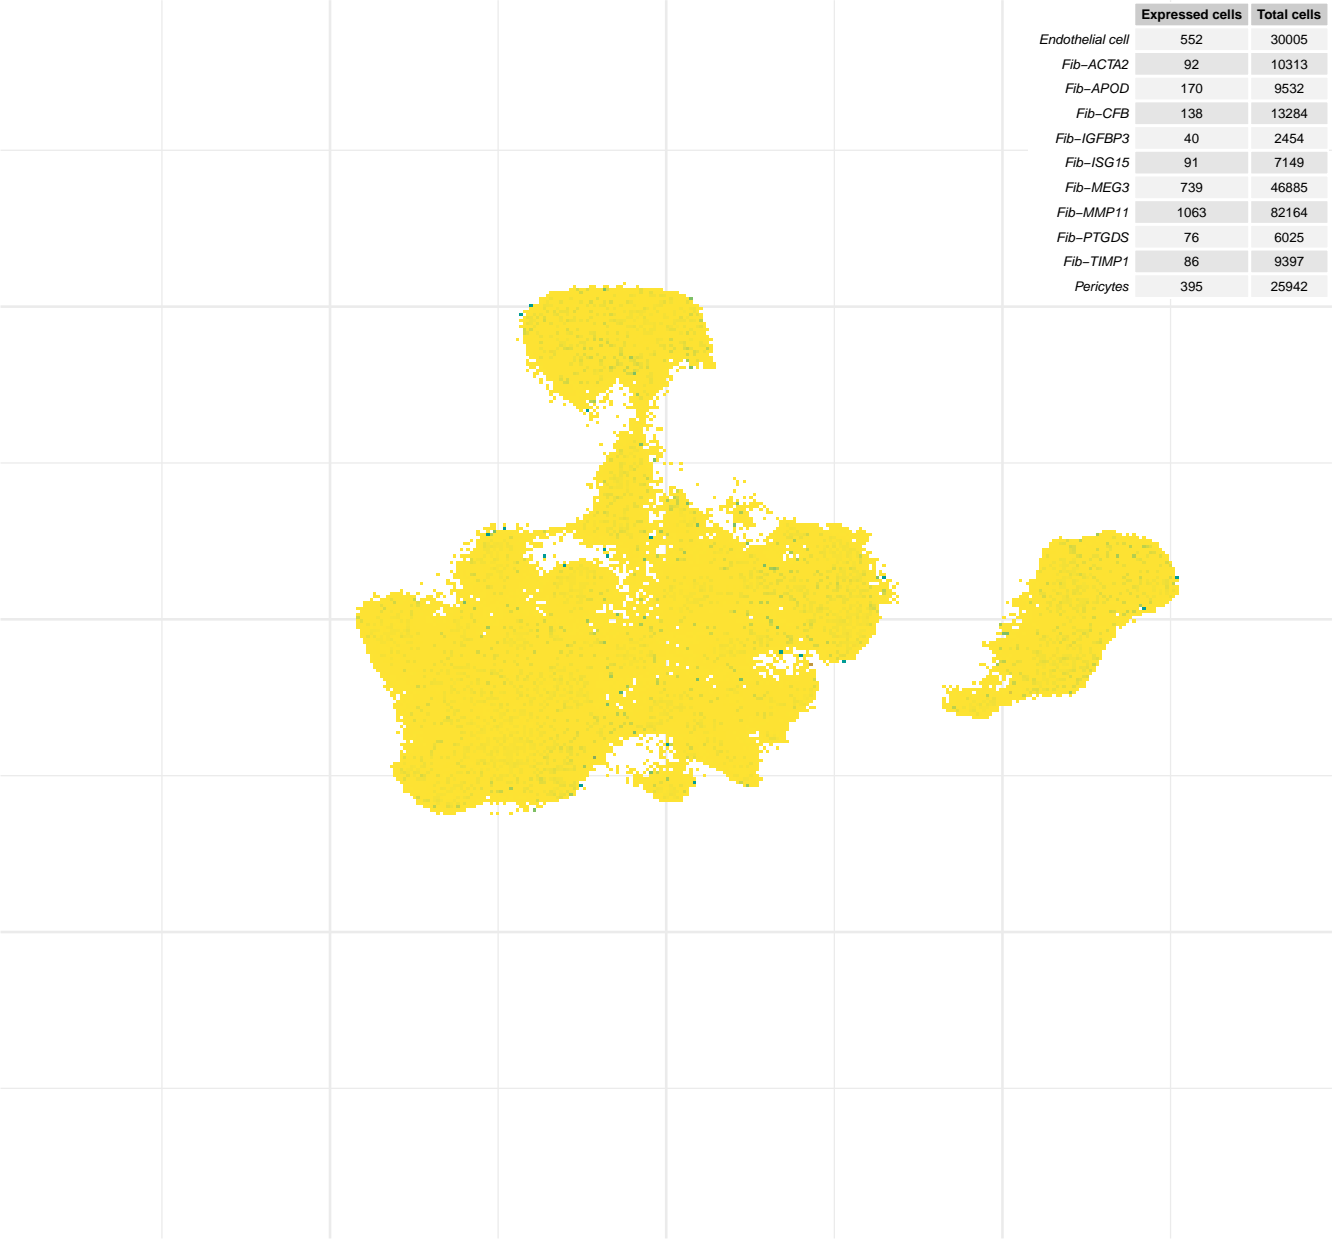 Expressed cells Total cells
Endothelial cell 552 30005
Fib−ACTA2 92 10313
Fib−APOD 170 9532
Fib−CFB 138 13284
Fib−IGFBP3 40 2454
Fib−ISG15 91 7149
Fib−MEG3 739 46885
Fib−MMP11 1063 82164
Fib−PTGDS 76 6025
Fib−TIMP1 86 9397
Pericytes 395 25942